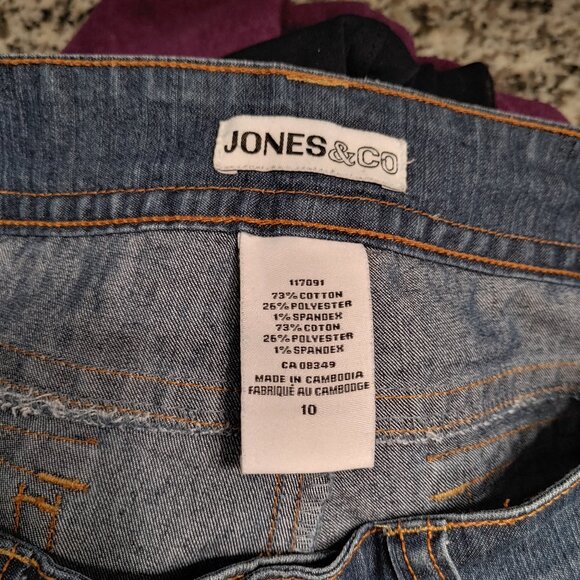 JONES&CO
117091
73% COTTON
26% POLYESTER
1% SPANDEX
73% COTON
26% POLYESTER
1% SPANDEX
CA 08349
MADE IN CAMBODIA
FABRIQUÉ AU CAMBODGE
10